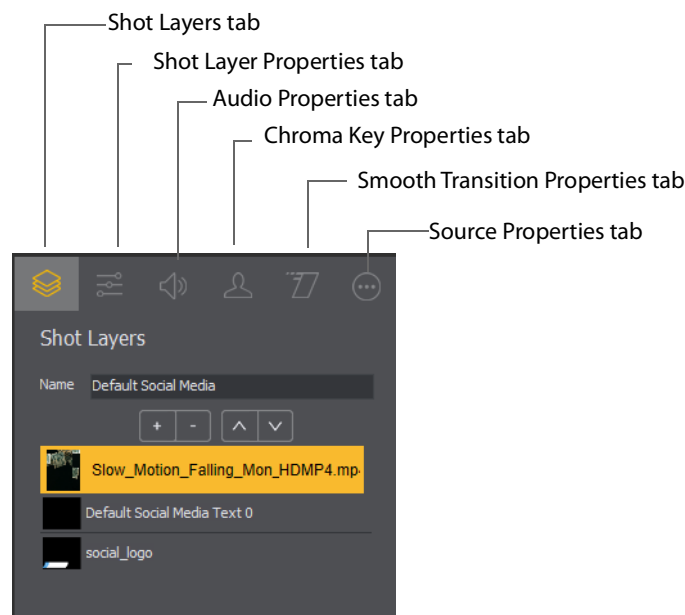 Shot Layers tab
Shot Layer Properties tab
Audio Properties tab
Chroma Key Properties tab
Smooth Transition Properties tab
Source Properties tab
Shot Layers
Name Default Social Media
+ -
Slow_Motion_Falling_Mon_HDMP4.mp
Default Social Media Text 0
social_logo